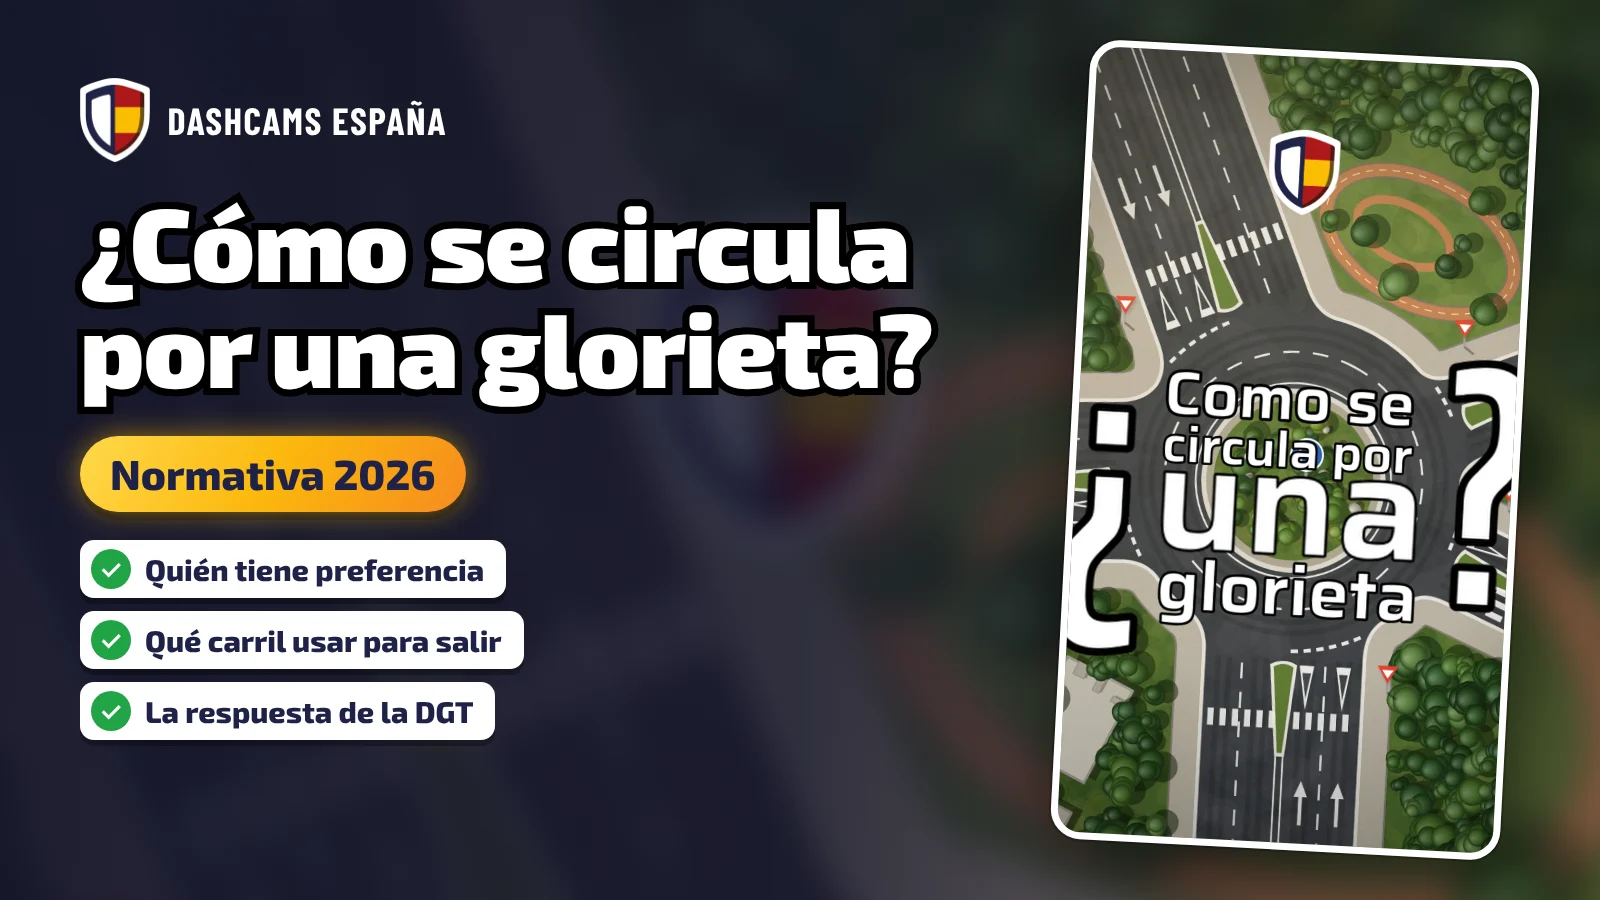 DASHCAMS ESPAÑA
¿Cómo se circula
por una glorieta?
Normativa 2026
Quién tiene preferencia
Qué carril usar para salir
La respuesta de la DGT
¿
Como se
circula por
una
glorieta
?